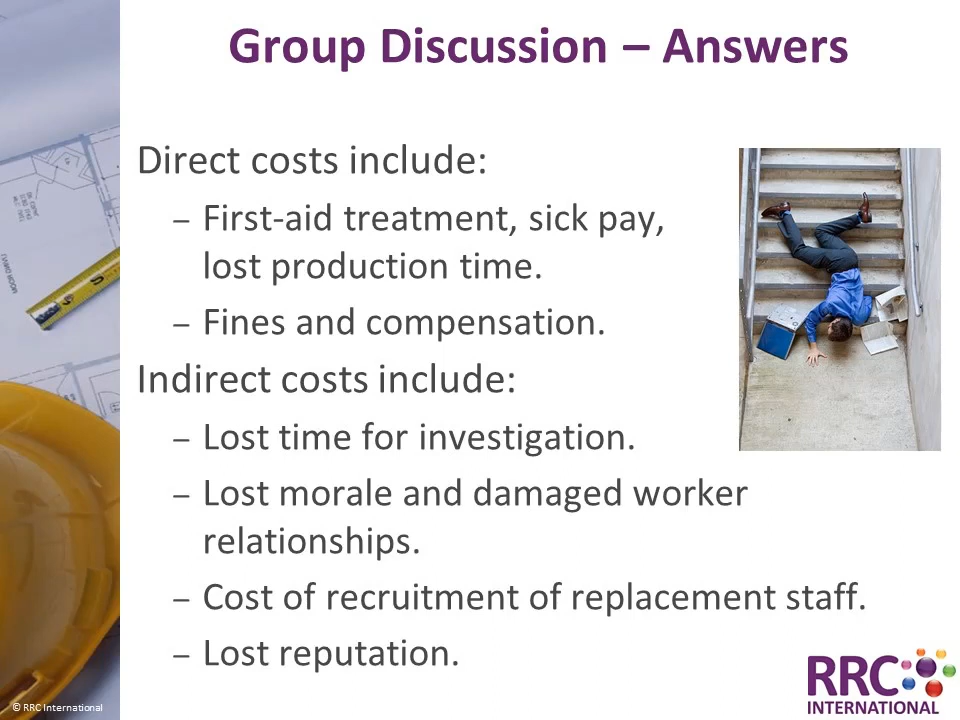 Group Discussion – Answers
Direct costs include:
– First-aid treatment, sick pay,
lost production time.
– Fines and compensation.
Indirect costs include:
– Lost time for investigation.
– Lost morale and damaged worker
relationships.
– Cost of recruitment of replacement staff.
– Lost reputation.
© RRC International
RRC
INTERNATIONAL